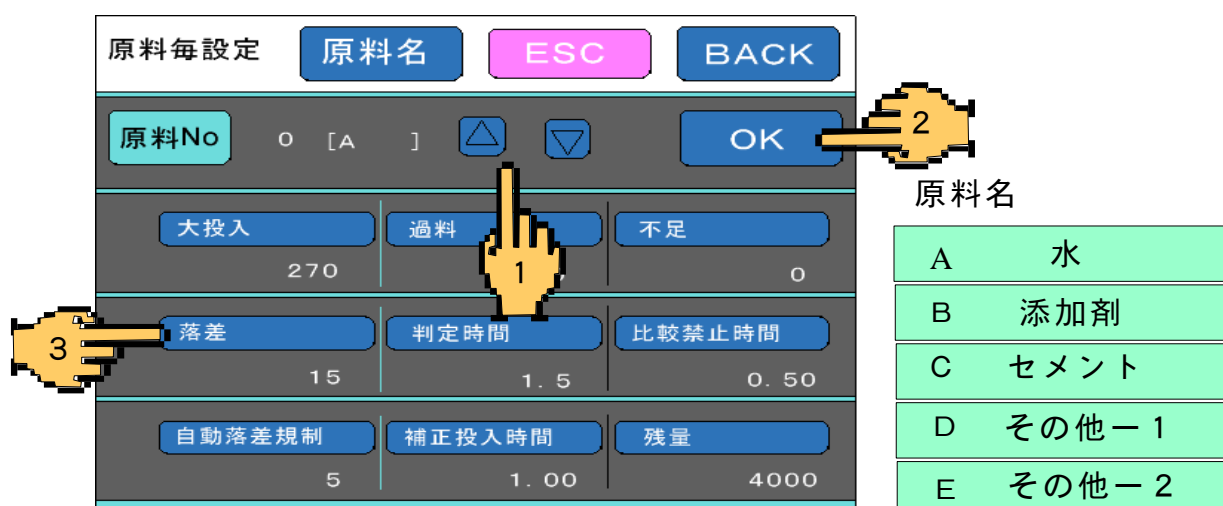 原料毎設定 原料名 ESC BACK
原料No 0 [A ] OK
2
原料名
大投入 過料 不足
270 0
1
A 水
B 添加剤
C セメント
D その他ー1
E その他ー2
3
落差 判定時間 比較禁止時間
15 1.5 0.50
自動落差規制 補正投入時間 残量
5 1.00 4000